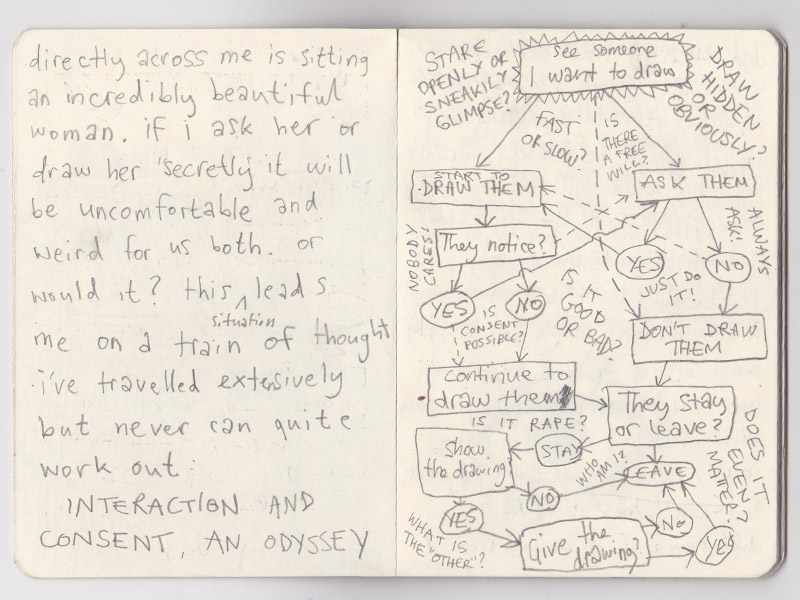 directly across me is sitting
an incredibly beautiful
woman. if i ask her or
draw her "secretly" it will
be uncomfortable and
weird for us both. or
would it? this leads
situation
me on a train of thought
i've travelled extensively
but never can quite
work out.
INTERACTION AND
CONSENT, AN ODYSSEY
STARE
OPENLY OR
SNEAKILY
GLIMPSE?
see someone
I want to draw
DRAW
HIDDEN
OR
OBVIOUSLY?
FAST
OR SLOW?
IS
THERE
A FREE
WILL?
START TO
DRAW THEM
ASK THEM
NOBODY
CARES!
They notice?
ALWAYS
ASK!
YES
NO
JUST DO
IT!
YES
NO
IS
CONSENT
POSSIBLE?
IS IT
GOOD
OR BAD?
DON'T DRAW
THEM
continue to
draw them
They stay
or leave?
IS IT RAPE?
show
the drawing
STAY
WHO
AM I?
LEAVE
DOES IT
EVEN
MATTER?
NO
YES
WHAT IS
THE "OTHER"?
Give the
drawing?
No
YES